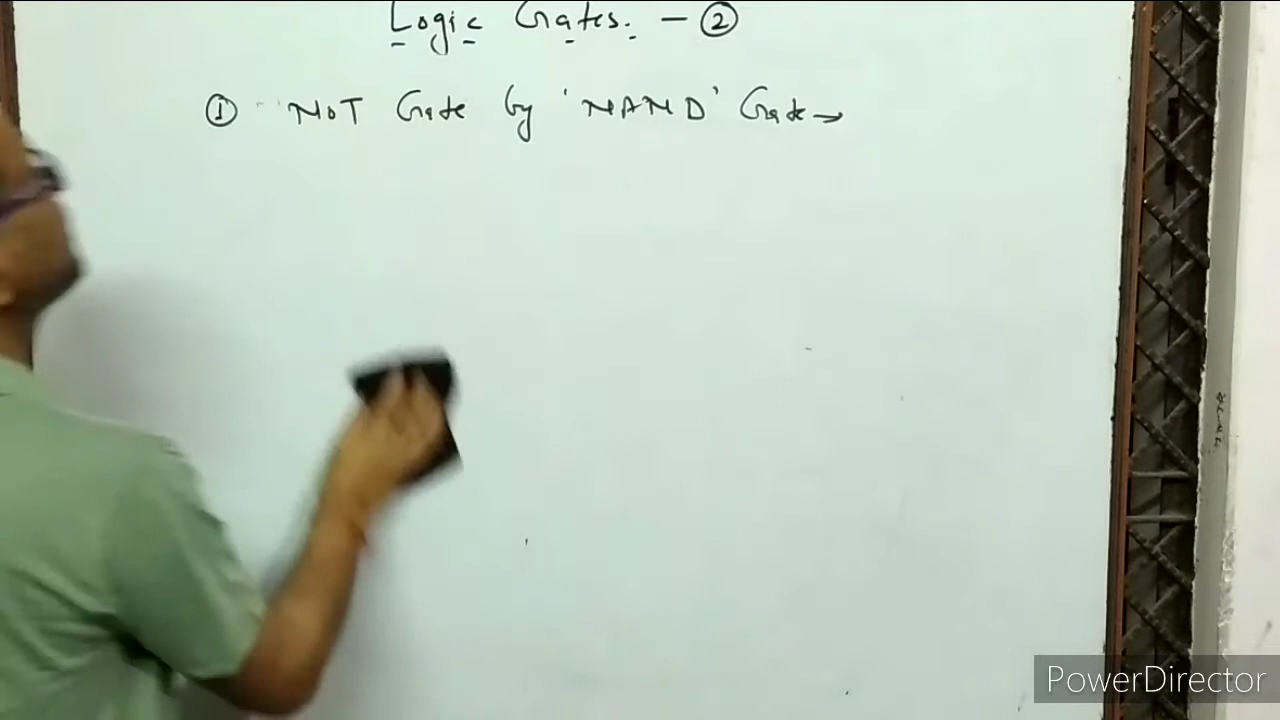 Logic Gates. - ②
① NOT Gate by 'NAND' Gate →
PowerDirector